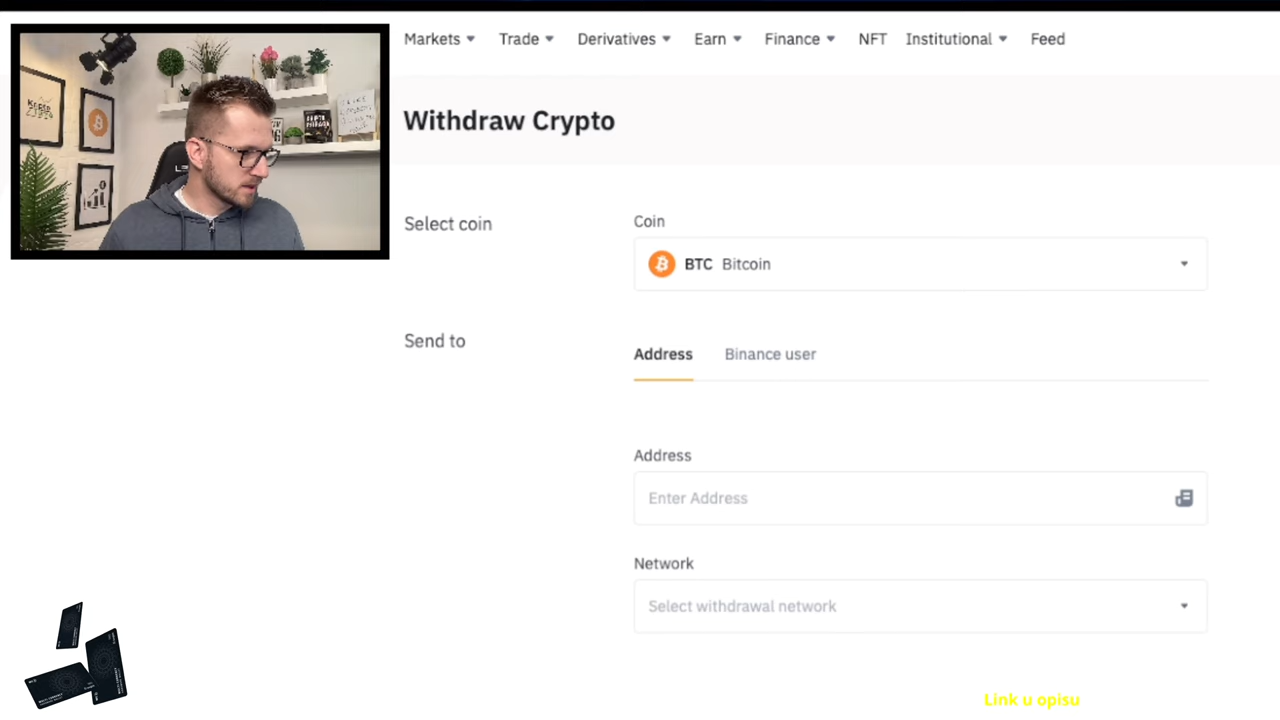 Markets Trade Derivatives Earn Finance NFT Institutional Feed
Withdraw Crypto
Select coin
Coin
BTC Bitcoin
Send to
Address Binance user
Address
Enter Address
Network
Select withdrawal network
Link u opisu